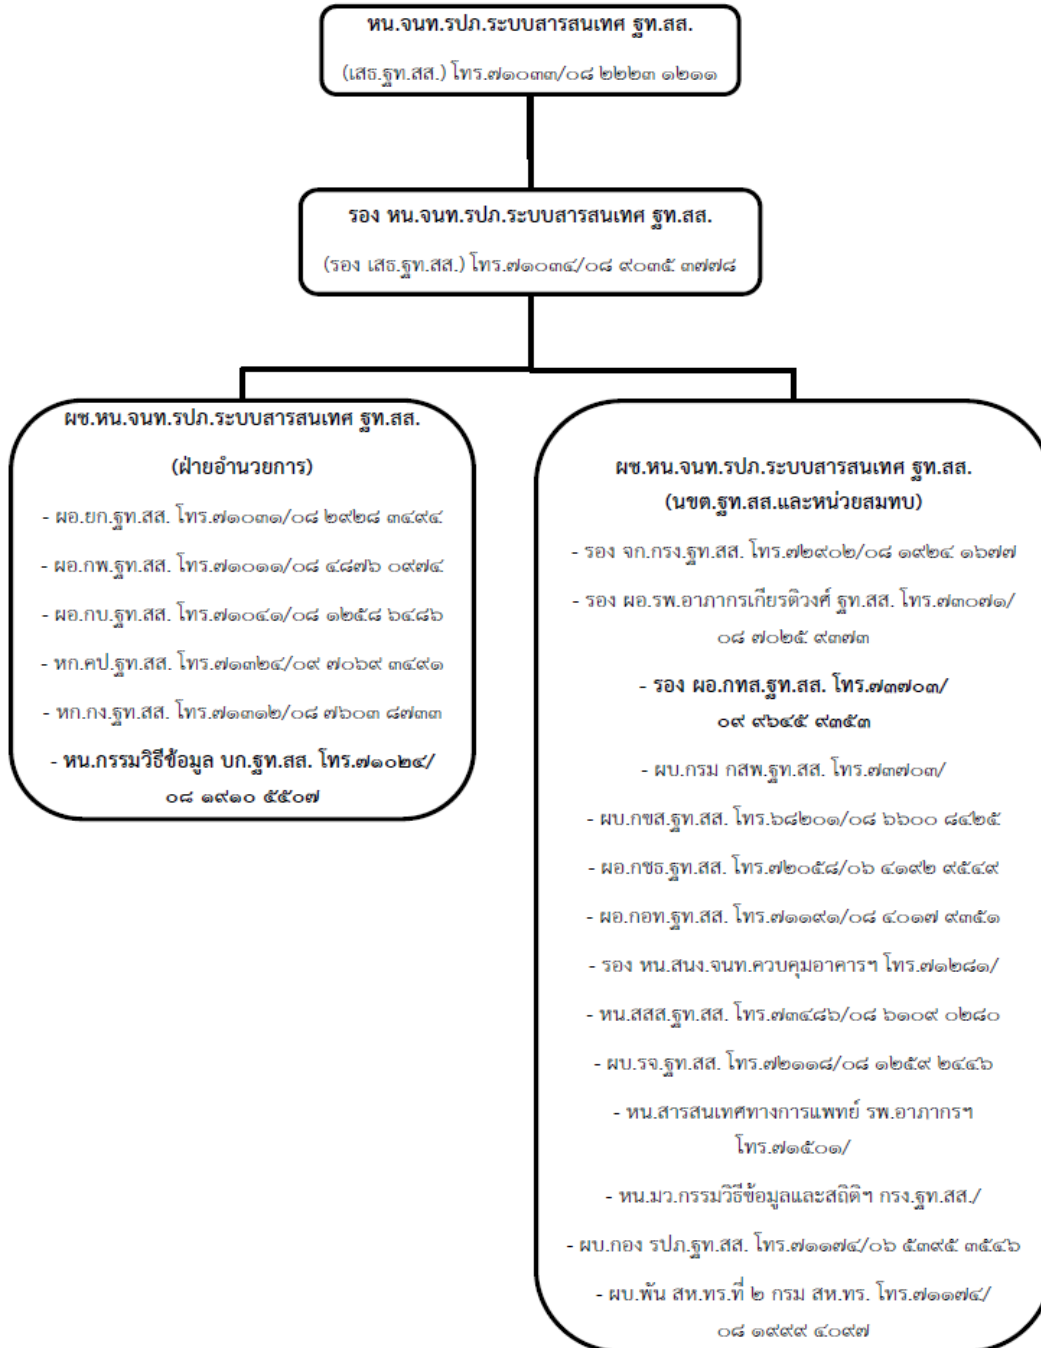 หน.จนท.รปภ.ระบบสารสนเทศ ฐท.สส.
(เสธ.ฐท.สส.) โทร.๗๑๐๓๓/๐๘ ๒๒๒๓ ๑๒๑๑
รอง หน.จนท.รปภ.ระบบสารสนเทศ ฐท.สส.
(รอง เสธ.ฐท.สส.) โทร.๗๑๐๓๔/๐๘ ๙๐๓๕ ๓๗๗๘
ผช.หน.จนท.รปภ.ระบบสารสนเทศ ฐท.สส.
(ฝ่ายอำนวยการ)
- ผอ.ยก.ฐท.สส. โทร.๗๑๐๓๑/๐๘ ๒๙๒๘ ๓๔๙๔
- ผอ.กพ.ฐท.สส. โทร.๗๑๐๑๑/๐๘ ๔๘๗๖ ๐๙๗๔
- ผอ.กบ.ฐท.สส. โทร.๗๑๐๔๑/๐๘ ๑๒๕๘ ๖๔๘๖
- หก.คป.ฐท.สส. โทร.๗๑๓๒๔/๐๙ ๗๐๖๙ ๓๔๙๑
- หก.กง.ฐท.สส. โทร.๗๑๓๑๒/๐๘ ๗๖๐๓ ๘๗๓๓
- หน.กรรมวิธีข้อมูล บก.ฐท.สส. โทร.๗๑๐๒๔/
๐๘ ๑๙๑๐ ๕๕๐๗
ผช.หน.จนท.รปภ.ระบบสารสนเทศ ฐท.สส.
(นขต.ฐท.สส.และหน่วยสมทบ)
- รอง จก.กรง.ฐท.สส. โทร.๗๒๙๐๒/๐๘ ๑๙๒๔ ๑๖๗๗
- รอง ผอ.รพ.อาภากรเกียรติวงศ์ ฐท.สส. โทร.๗๓๐๗๑/
๐๘ ๗๐๒๕ ๙๓๗๓
- รอง ผอ.กทส.ฐท.สส. โทร.๗๓๗๐๓/
๐๙ ๙๖๔๕ ๙๓๕๓
- ผบ.กรม กสพ.ฐท.สส. โทร.๗๓๗๐๓/
- ผบ.กขส.ฐท.สส. โทร.๖๘๒๐๑/๐๘ ๖๖๐๐ ๘๔๒๕
- ผอ.กชธ.ฐท.สส. โทร.๗๒๐๕๘/๐๖ ๔๑๙๒ ๙๕๔๙
- ผอ.กอท.ฐท.สส. โทร.๗๑๑๙๑/๐๘ ๔๐๑๗ ๙๓๕๑
- รอง หน.สนง.จนท.ควบคุมอาคารฯ โทร.๗๑๒๘๑/
- หน.สสส.ฐท.สส. โทร.๗๓๔๘๖/๐๘ ๖๑๐๙ ๐๒๘๐
- ผบ.รจ.ฐท.สส. โทร.๗๒๑๑๘/๐๘ ๑๒๕๙ ๒๔๔๖
- หน.สารสนเทศทางการแพทย์ รพ.อาภากรฯ
โทร.๗๑๕๐๑/
- หน.มว.กรรมวิธีข้อมูลและสถิติฯ กรง.ฐท.สส./
- ผบ.กอง รปภ.ฐท.สส. โทร.๗๑๑๗๔/๐๖ ๕๓๙๕ ๓๕๔๖
- ผบ.พัน สห.ทร.ที่ ๒ กรม สห.ทร. โทร.๗๑๑๗๔/
๐๘ ๑๙๙๙ ๔๐๙๗